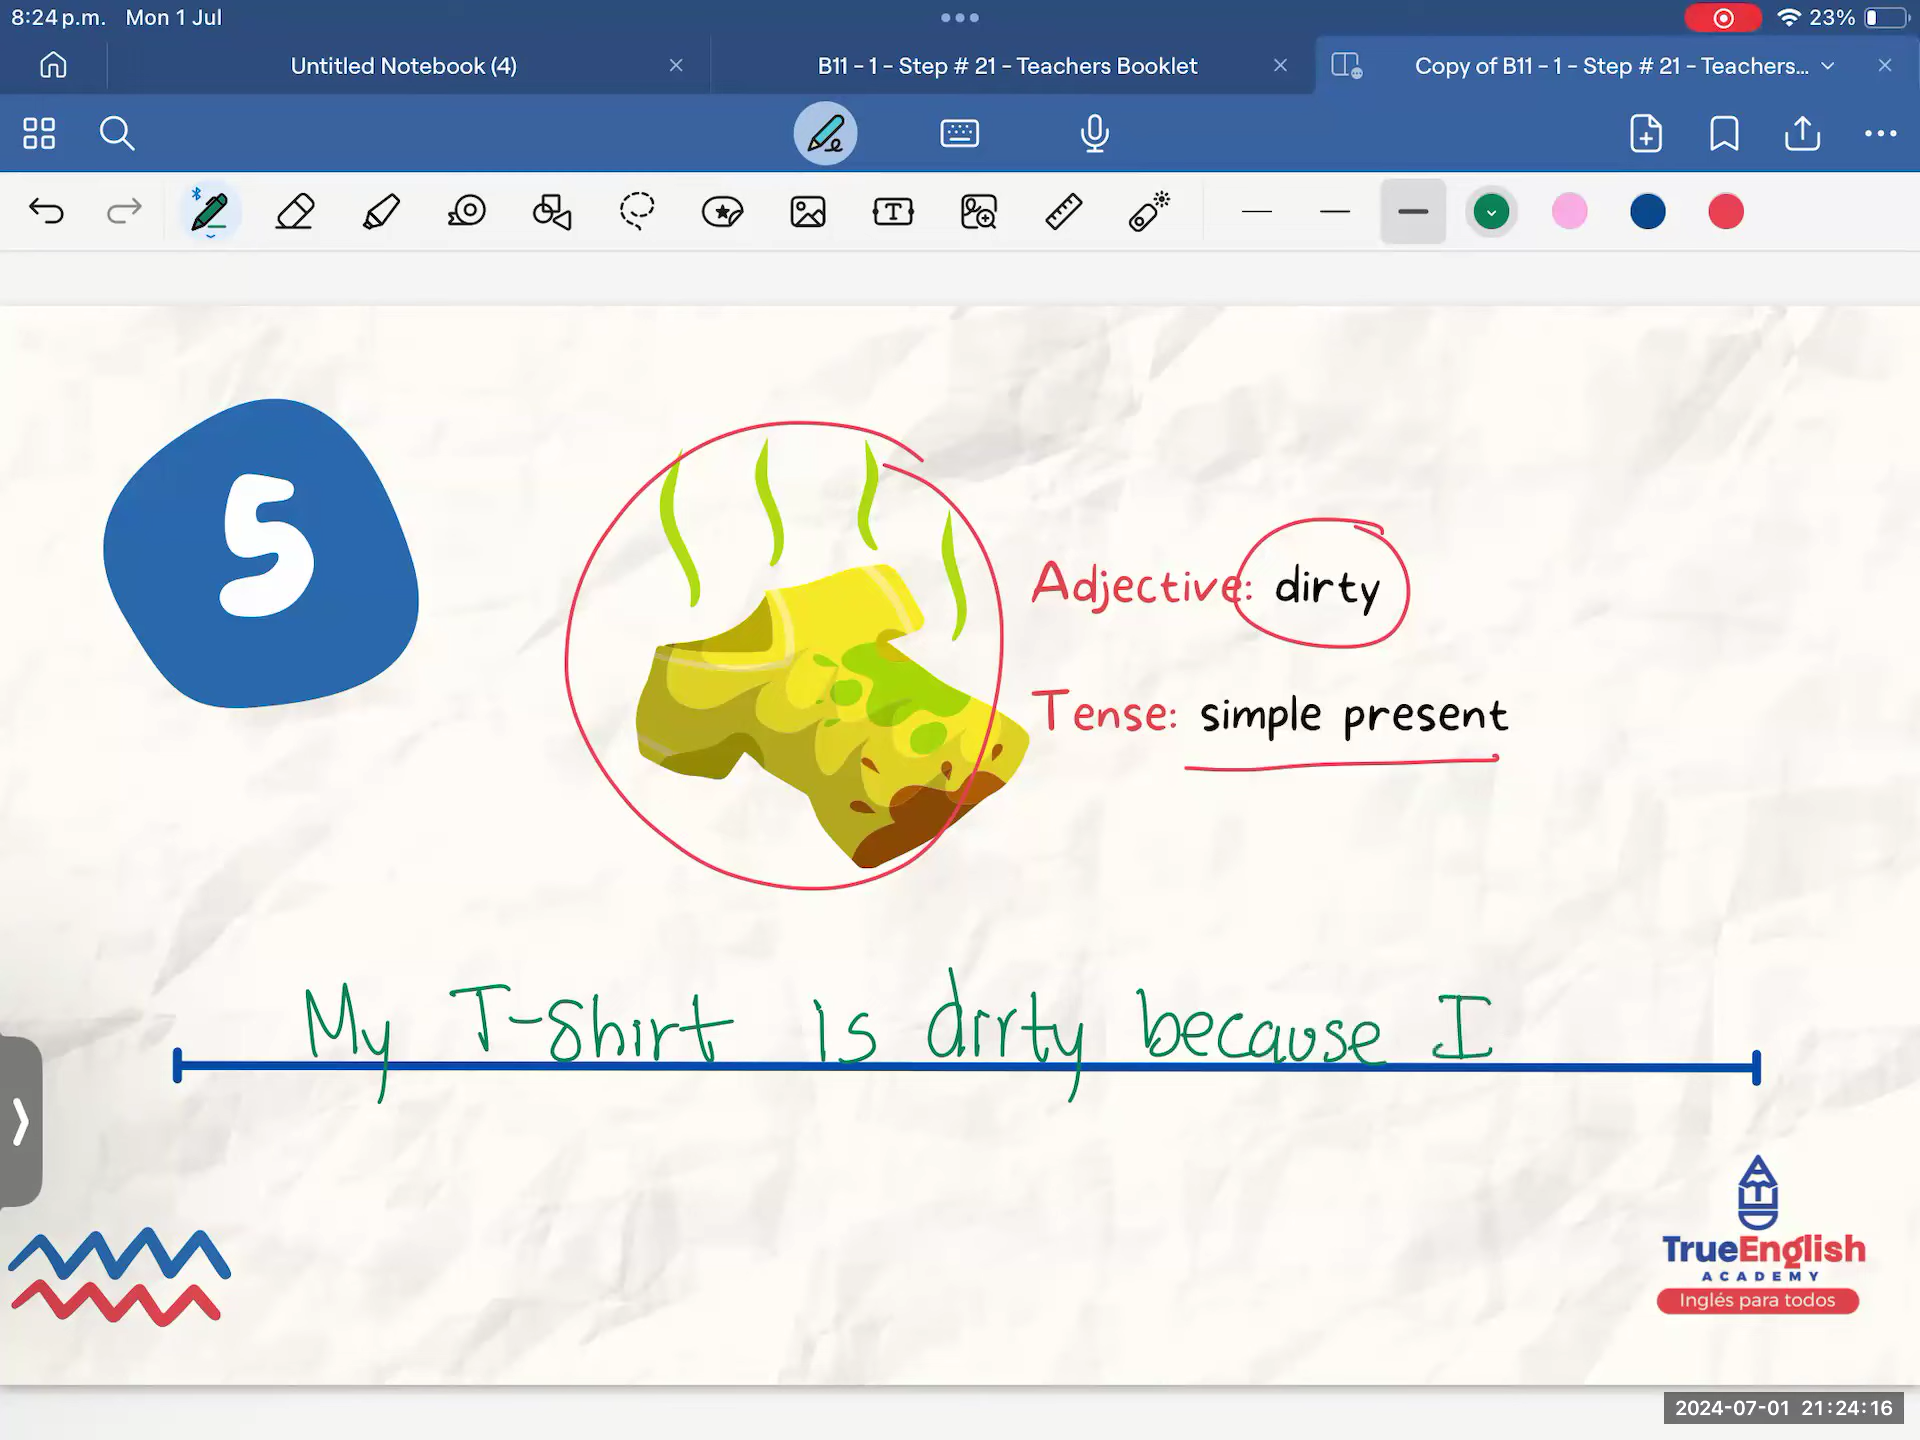 8:24 p.m. Mon 1 Jul
23%
Untitled Notebook (4)
B11 - 1 - Step # 21 - Teachers Booklet
Copy of B11 - 1 - Step # 21 - Teachers...
5
Adjective: dirty
Tense: simple present
My T-shirt is dirty because I
TrueEnglish
ACADEMY
Inglés para todos
2024-07-01 21:24:16